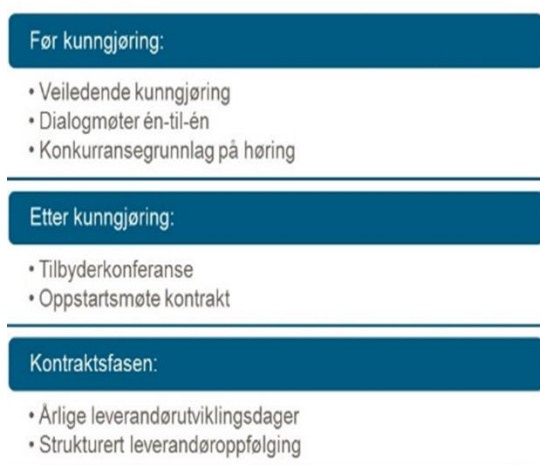 Før kunngjøring:
• Veiledende kunngjøring
• Dialogmøter én-til-én
• Konkurransegrunnlag på høring
Etter kunngjøring:
• Tilbyderkonferanse
• Oppstartsmøte kontrakt
Kontraktsfasen:
• Årlige leverandørutviklingsdager
• Strukturert leverandøroppfølging